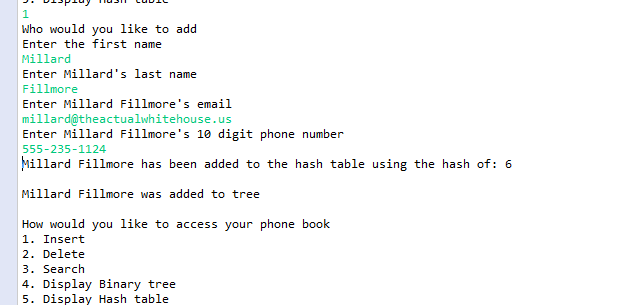 5. Display Hash table
1
Who would you like to add
Enter the first name
Millard
Enter Millard's last name
Fillmore
Enter Millard Fillmore's email
millard@theactualwhitehouse.us
Enter Millard Fillmore's 10 digit phone number
555-235-1124
Millard Fillmore has been added to the hash table using the hash of: 6
Millard Fillmore was added to tree
How would you like to access your phone book
1. Insert
2. Delete
3. Search
4. Display Binary tree
5. Display Hash table